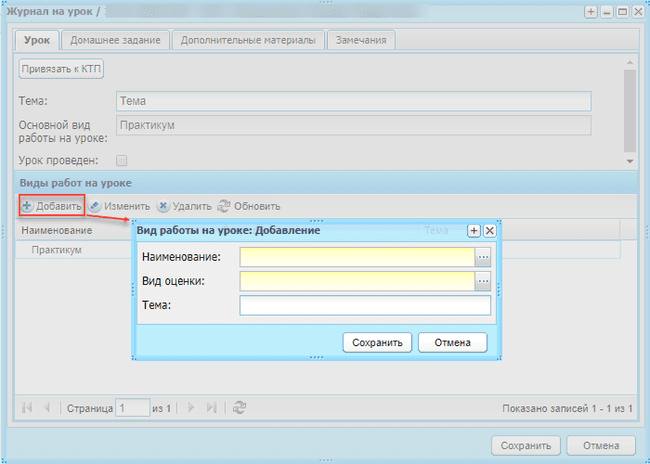 Журнал на урок /
Урок Домашнее задание Дополнительные материалы Замечания
Привязать к КТП
Тема: Тема
Основной вид
работы на уроке: Практикум
Урок проведен:
Виды работ на уроке
Добавить Изменить Удалить Обновить
Наименование Тема
Практикум
Вид работы на уроке: Добавление
Наименование:
Вид оценки:
Тема:
Сохранить Отмена
Страница 1 из 1 Показано записей 1 - 1 из 1
Сохранить Отмена